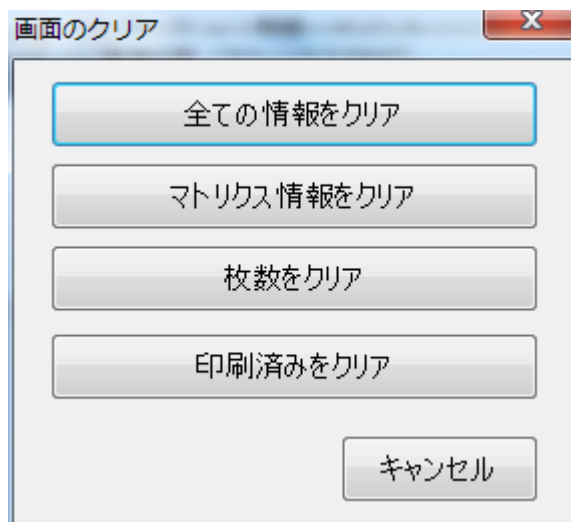 画面のクリア
全ての情報をクリア
マトリクス情報をクリア
枚数をクリア
印刷済みをクリア
キャンセル